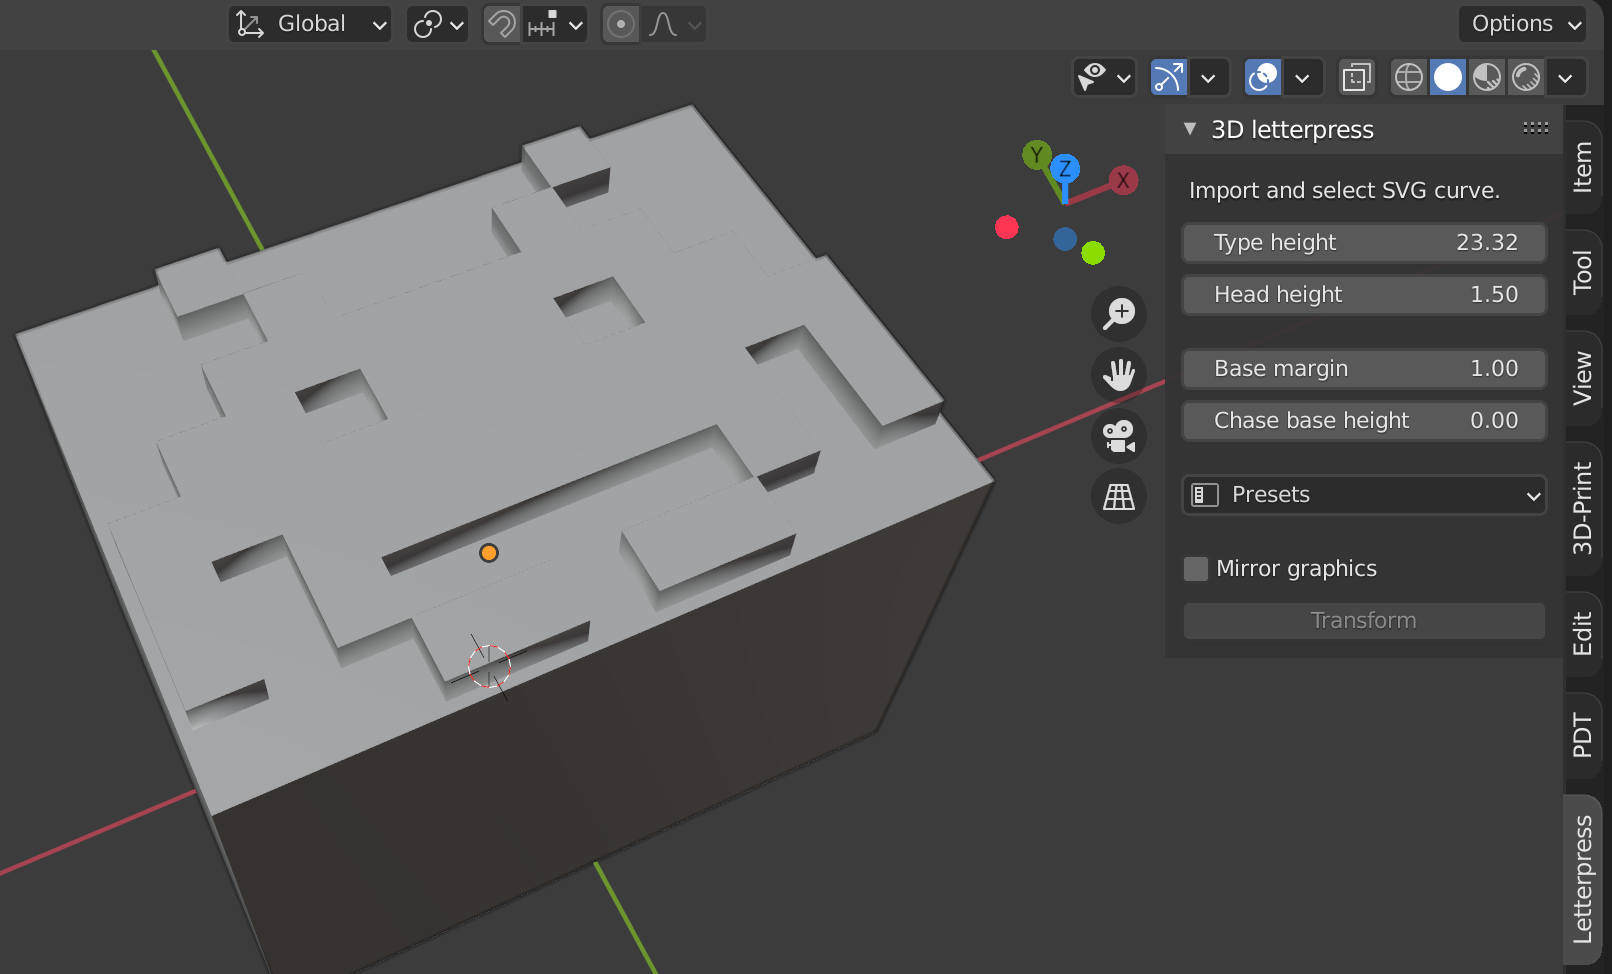 Global
Options
3D letterpress
Import and select SVG curve.
Type height 23.32
Head height 1.50
Base margin 1.00
Chase base height 0.00
Presets
Mirror graphics
Transform
Y
Z
X
Item
Tool
View
3D-Print
Edit
PDT
Letterpress